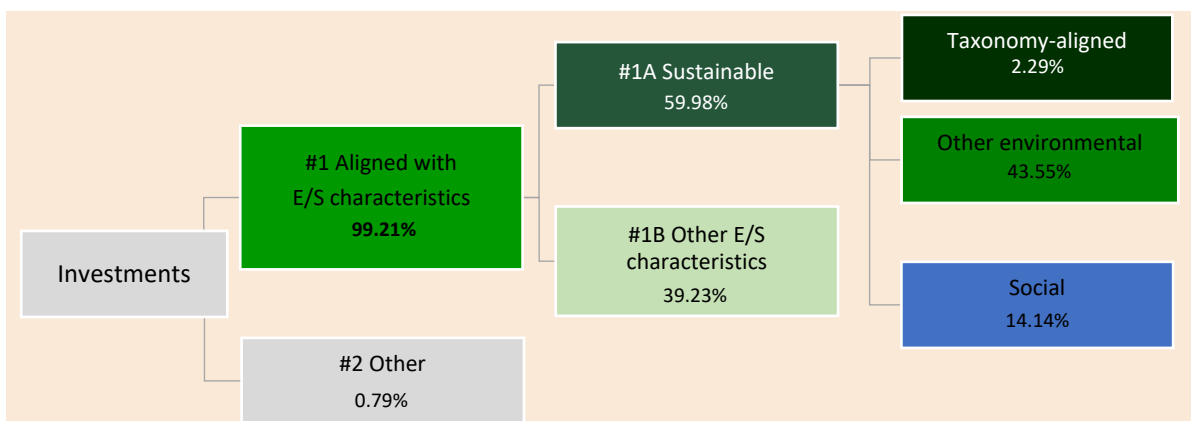 Investments
#1 Aligned with
E/S characteristics
99.21%
#2 Other
0.79%
#1A Sustainable
59.98%
#1B Other E/S
characteristics
39.23%
Taxonomy-aligned
2.29%
Other environmental
43.55%
Social
14.14%